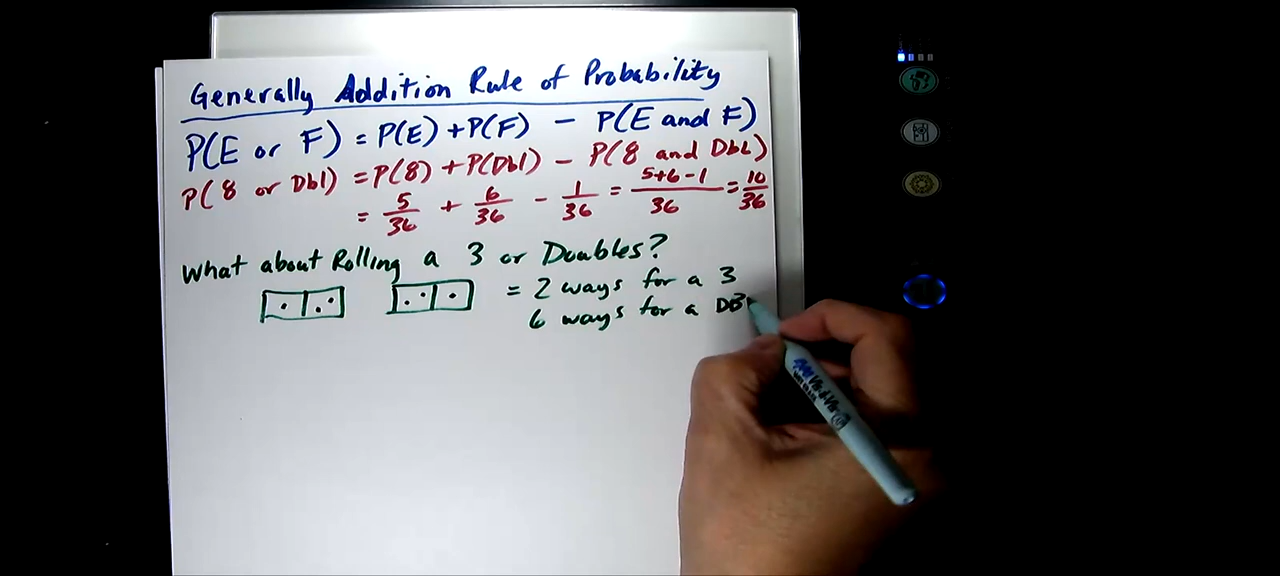 Generally Addition Rule of Probability
P(E or F) = P(E) + P(F) - P(E and F)
P(8 or Dbl) = P(8) + P(Dbl) - P(8 and Dbl)
= 5/36 + 6/36 - 1/36 = 5+6-1/36 = 10/36
What about Rolling a 3 or Doubles?
= 2 ways for a 3
6 ways for a DB